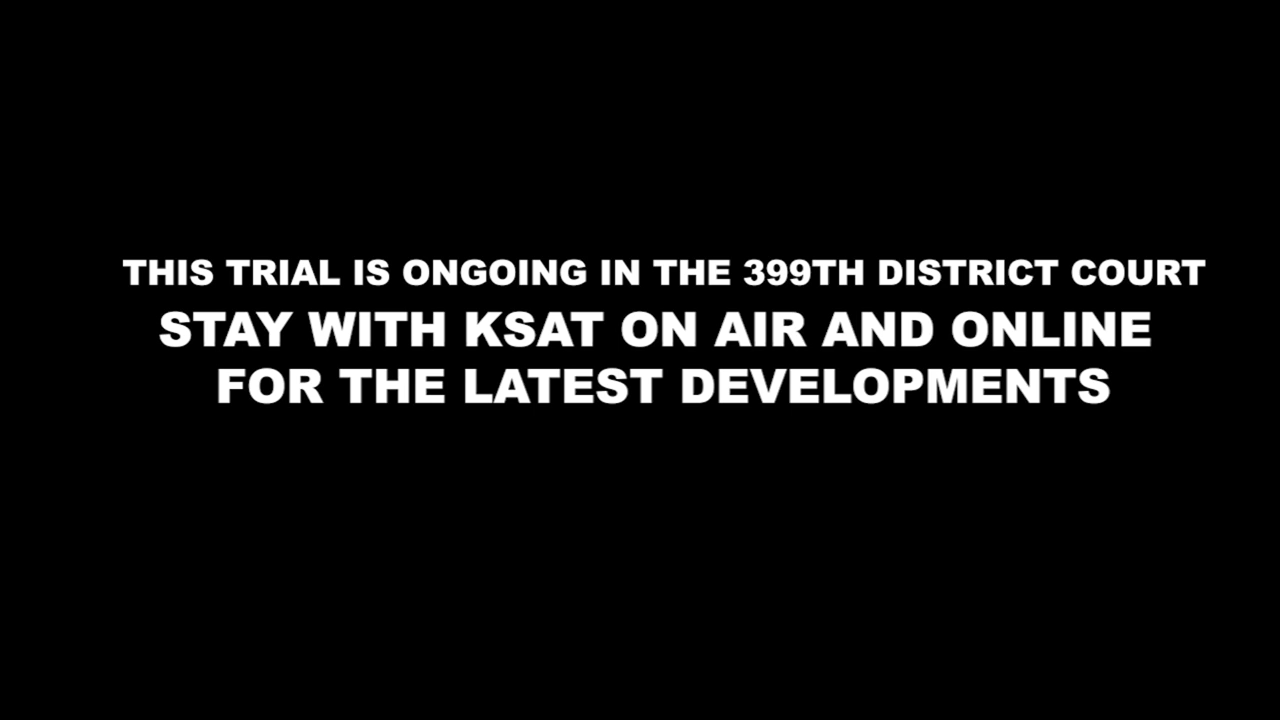 THIS TRIAL IS ONGOING IN THE 399TH DISTRICT COURT
STAY WITH KSAT ON AIR AND ONLINE
FOR THE LATEST DEVELOPMENTS